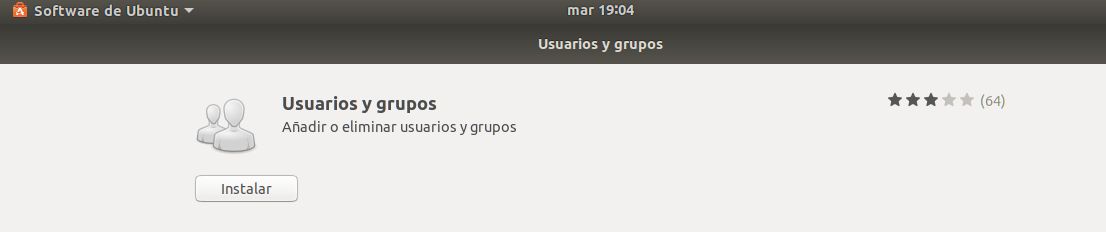 Software de Ubuntu
mar 19:04
Usuarios y grupos
Usuarios y grupos
(64)
Añadir o eliminar usuarios y grupos
Instalar